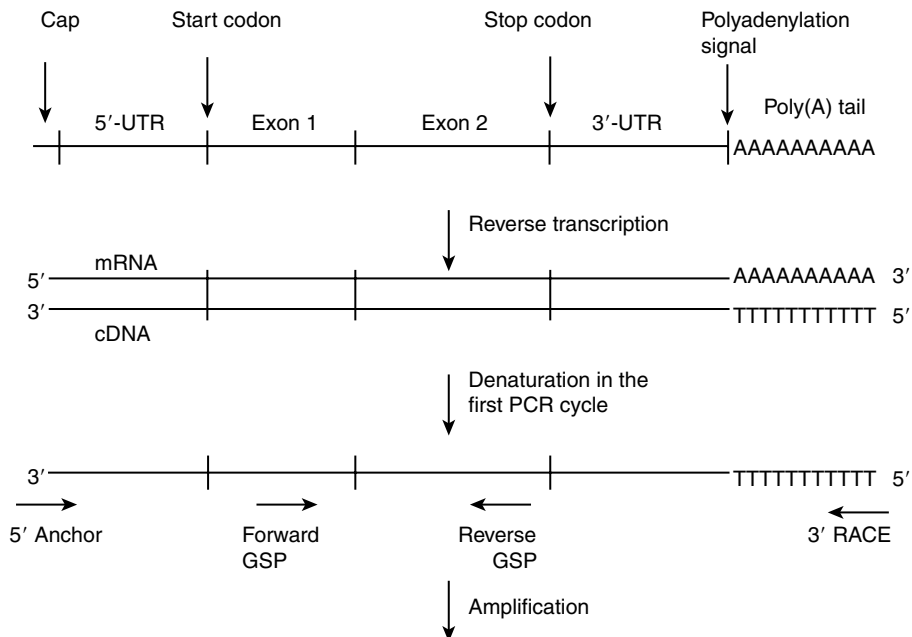 Cap Start codon Stop codon Polyadenylation
signal
Poly(A) tail
5′-UTR Exon 1 Exon 2 3′-UTR
AAAAAAAAAA
Reverse transcription
mRNA
5′ AAAAAAAAAA 3′
3′ TTTTTTTTTTT 5′
cDNA
Denaturation in the
first PCR cycle
3′ TTTTTTTTTTT 5′
5′ Anchor Forward Reverse 3′ RACE
GSP GSP
Amplification